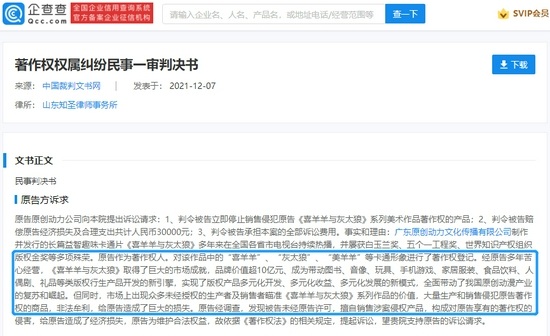 企查查
Qcc.com
全国企业信用查询系统
官方备案企业征信机构
请输入企业名、人名、产品名，或地址电话/经营范围等
查一下
SVIP会员
著作权权属纠纷民事一审判决书
下载
来源： 中国裁判文书网 发表于： 2021-12-07
律所： 山东知圣律师事务所
文书正文
民事判决书
原告方诉求
原告原创动力公司向本院提出诉讼请求：1、判令被告立即停止销售侵犯原告《喜羊羊与灰太狼》系列美术作品著作权的产品；2、判令被告赔
偿原告经济损失及合理支出共计人民币30000元；3、判令被告承担本案的全部诉讼费用。事实和理由：广东原创动力文化传播有限公司制
作并发行的长篇益智趣味卡通片《喜羊羊与灰太狼》多年来在全国各省市电视台持续热播，并屡获白玉兰奖、五个一工程奖、世界知识产权组织
版权金奖等多项殊荣。原告作为著作权人，对该作品中的“喜羊羊”、“灰太狼”、“美羊羊”等卡通形象进行了著作权登记。经原告多年苦
心经营，《喜羊羊与灰太狼》取得了巨大的市场成就，品牌价值超10亿元，成为带动图书、音像、玩具、手机游戏、家居服装、食品饮料、人
偶剧、礼品等类版权行生产品开发的新引擎，实现了版权产品多元化开发、多元化收益、多元化发展的新模式，全面带动了我国原创动漫产
业的复苏和崛起。但同时，市场上出现众多未经授权的生产者及销售者瞄准《喜羊羊与灰太狼》系列作品的价值，大量生产和销售侵犯原告著作
权的商品，非法牟利，给原告造成了巨大的损失。原告经调查，发现被告未经原告许可，擅自销售涉案侵权产品，构成对原告享有的著作权的
侵害，给原告造成了经济损失，原告为维护合法权益，故依据《著作权法》的相关规定，提起诉讼，望贵院支持原告的诉讼请求。